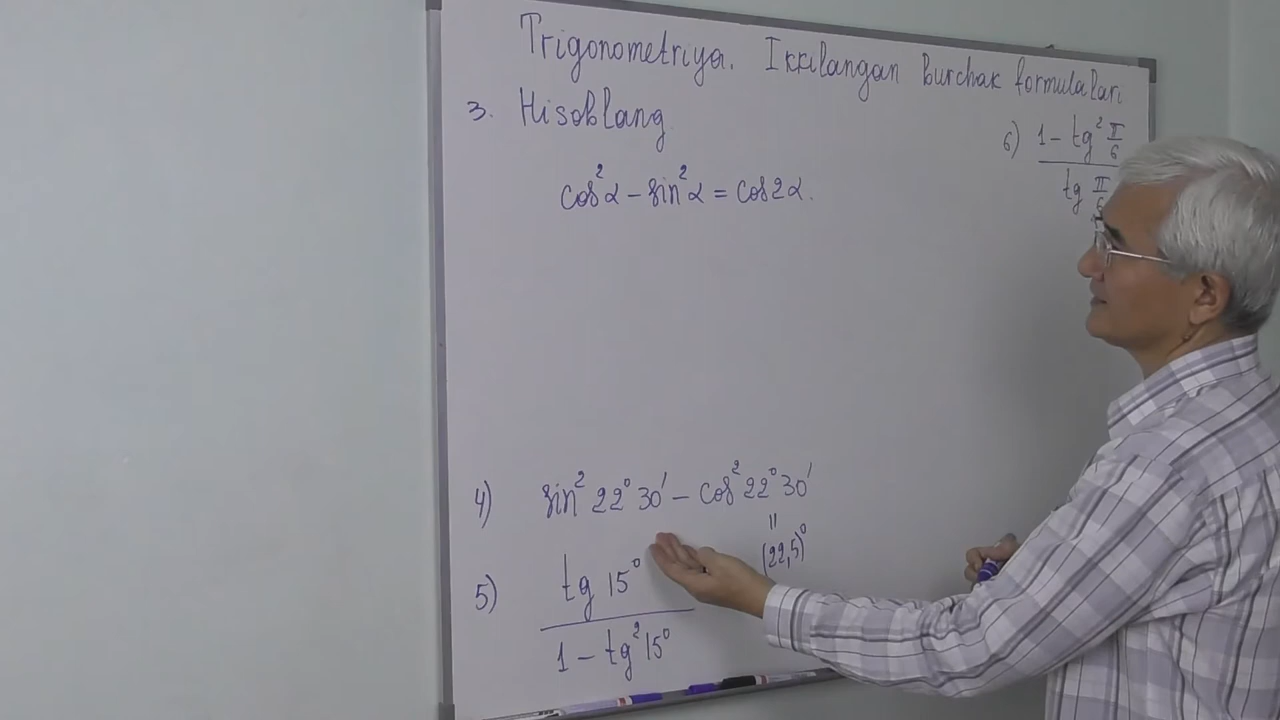 Trigonometriya. Ikkilangan burchak formulalari
3. Hisoblang
cos²α – sin²α = cos2α.
4) sin² 22° 30′ – cos² 22° 30′
||
(22,5)°
5) tg 15°
1 – tg² 15°
6) 1 – tg² π/6
tg π/6